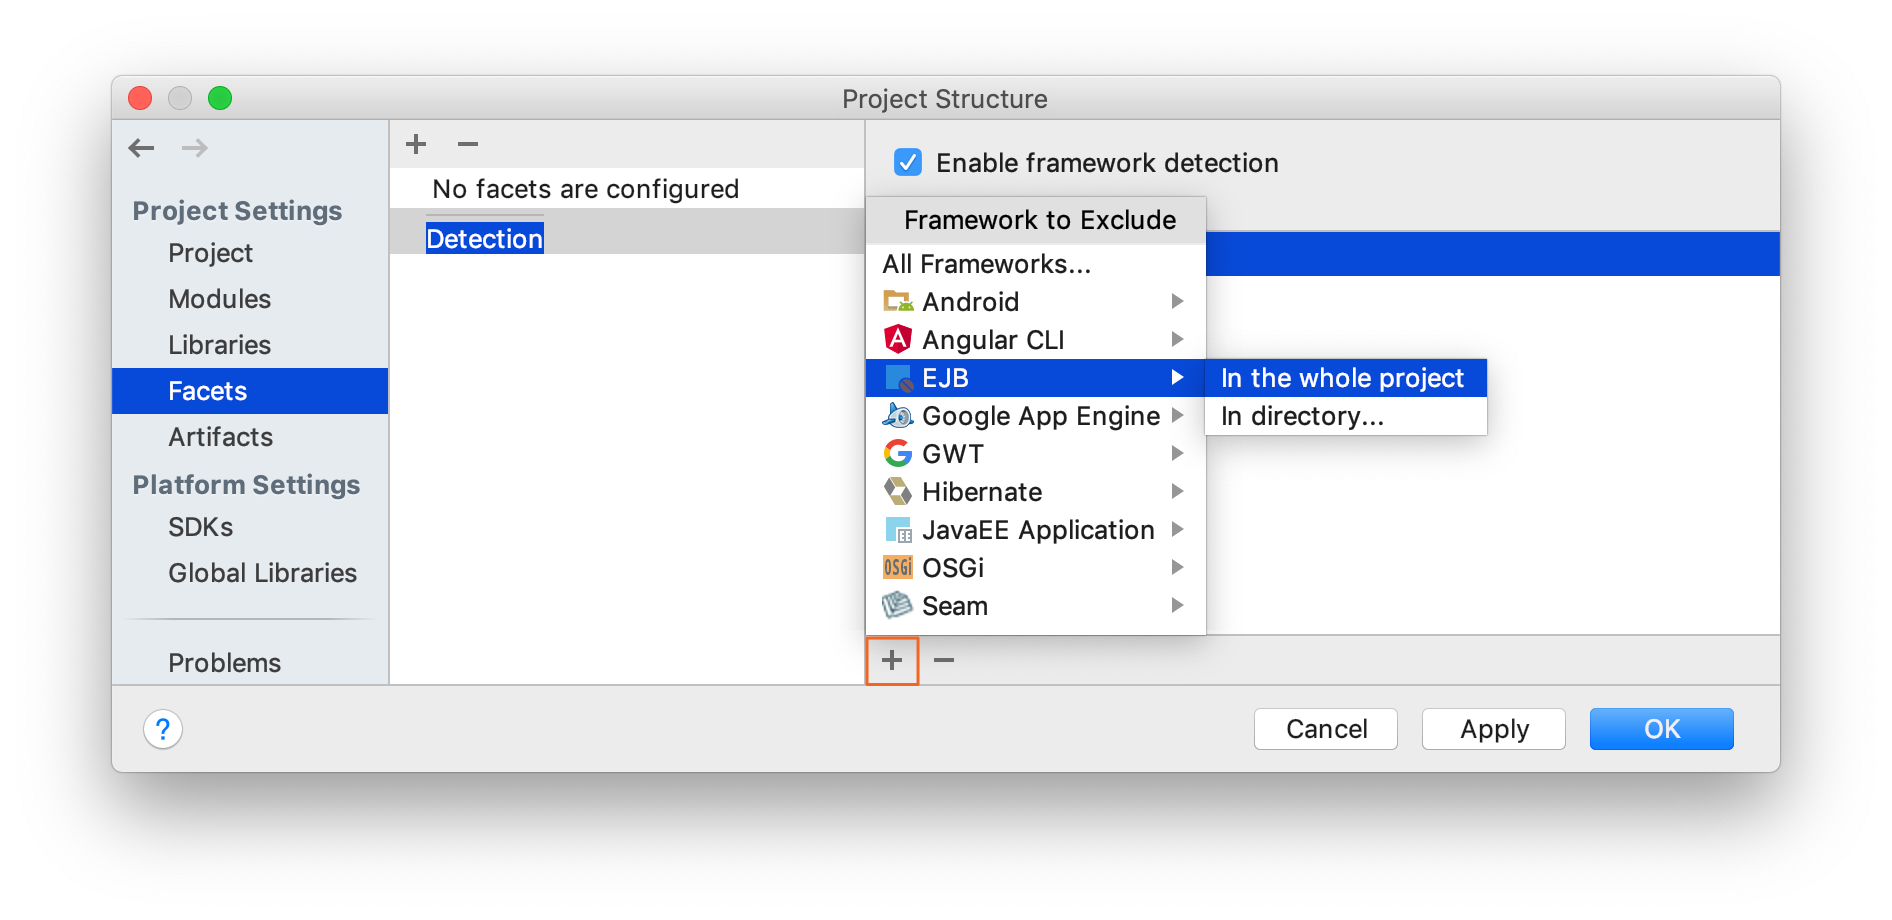 Project Structure
Project Settings
Project
Modules
Libraries
Facets
Artifacts
Platform Settings
SDKs
Global Libraries
Problems
No facets are configured
Detection
Enable framework detection
Framework to Exclude
All Frameworks...
Android
Angular CLI
EJB
In the whole project
In directory...
Google App Engine
GWT
Hibernate
JavaEE Application
OSGi OSGi
Seam
?
Cancel
Apply
OK